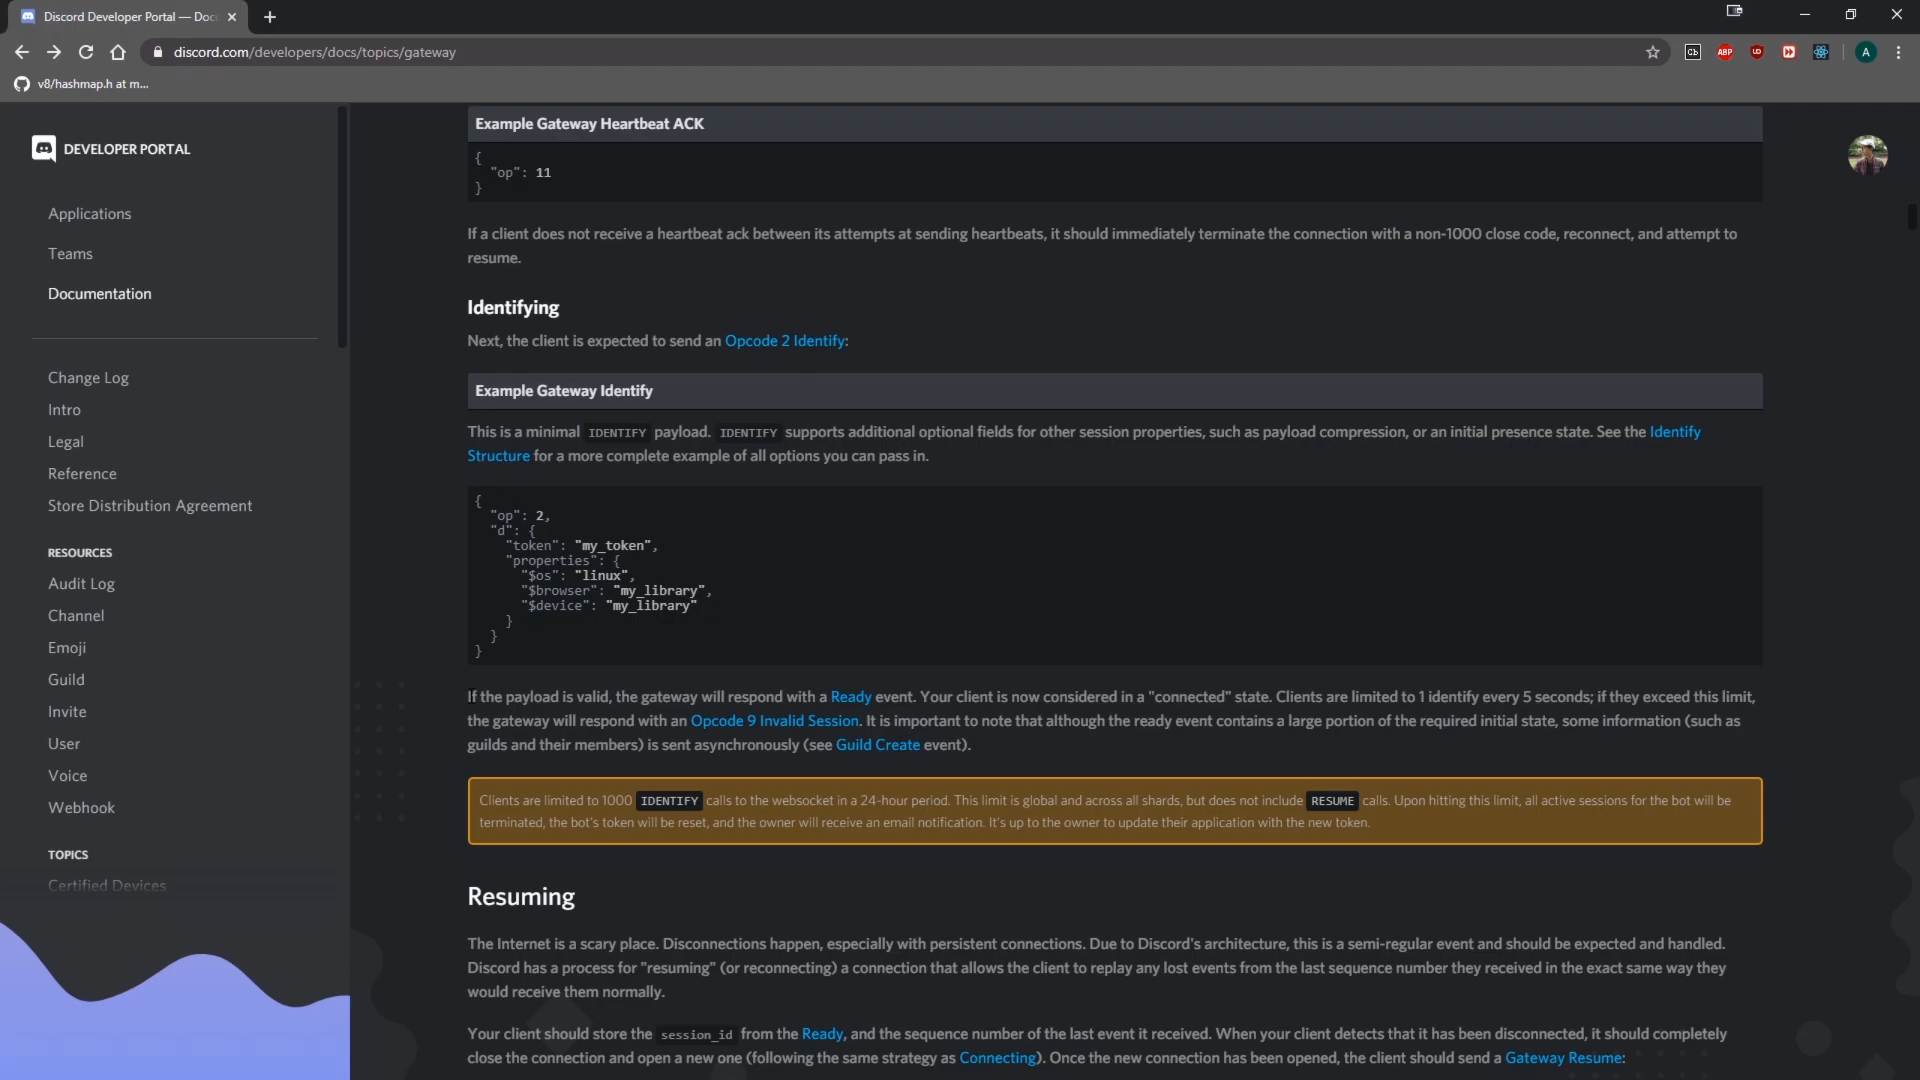 Discord Developer Portal — Doc
discord.com/developers/docs/topics/gateway
Cb
ABP
UD
A
v8/hashmap.h at m...
DEVELOPER PORTAL
Applications
Teams
Documentation
Change Log
Intro
Legal
Reference
Store Distribution Agreement
RESOURCES
Audit Log
Channel
Emoji
Guild
Invite
User
Voice
Webhook
TOPICS
Certified Devices
Example Gateway Heartbeat ACK
{
"op": 11
}
If a client does not receive a heartbeat ack between its attempts at sending heartbeats, it should immediately terminate the connection with a non-1000 close code, reconnect, and attempt to
resume.
Identifying
Next, the client is expected to send an Opcode 2 Identify:
Example Gateway Identify
This is a minimal IDENTIFY payload. IDENTIFY supports additional optional fields for other session properties, such as payload compression, or an initial presence state. See the Identify
Structure for a more complete example of all options you can pass in.
{
"op": 2,
"d": {
"token": "my_token",
"properties": {
"$os": "linux",
"$browser": "my_library",
"$device": "my_library"
}
}
}
If the payload is valid, the gateway will respond with a Ready event. Your client is now considered in a "connected" state. Clients are limited to 1 identify every 5 seconds; if they exceed this limit,
the gateway will respond with an Opcode 9 Invalid Session. It is important to note that although the ready event contains a large portion of the required initial state, some information (such as
guilds and their members) is sent asynchronously (see Guild Create event).
Clients are limited to 1000 IDENTIFY calls to the websocket in a 24-hour period. This limit is global and across all shards, but does not include RESUME calls. Upon hitting this limit, all active sessions for the bot will be
terminated, the bot's token will be reset, and the owner will receive an email notification. It's up to the owner to update their application with the new token.
Resuming
The Internet is a scary place. Disconnections happen, especially with persistent connections. Due to Discord's architecture, this is a semi-regular event and should be expected and handled.
Discord has a process for "resuming" (or reconnecting) a connection that allows the client to replay any lost events from the last sequence number they received in the exact same way they
would receive them normally.
Your client should store the session_id from the Ready, and the sequence number of the last event it received. When your client detects that it has been disconnected, it should completely
close the connection and open a new one (following the same strategy as Connecting). Once the new connection has been opened, the client should send a Gateway Resume: